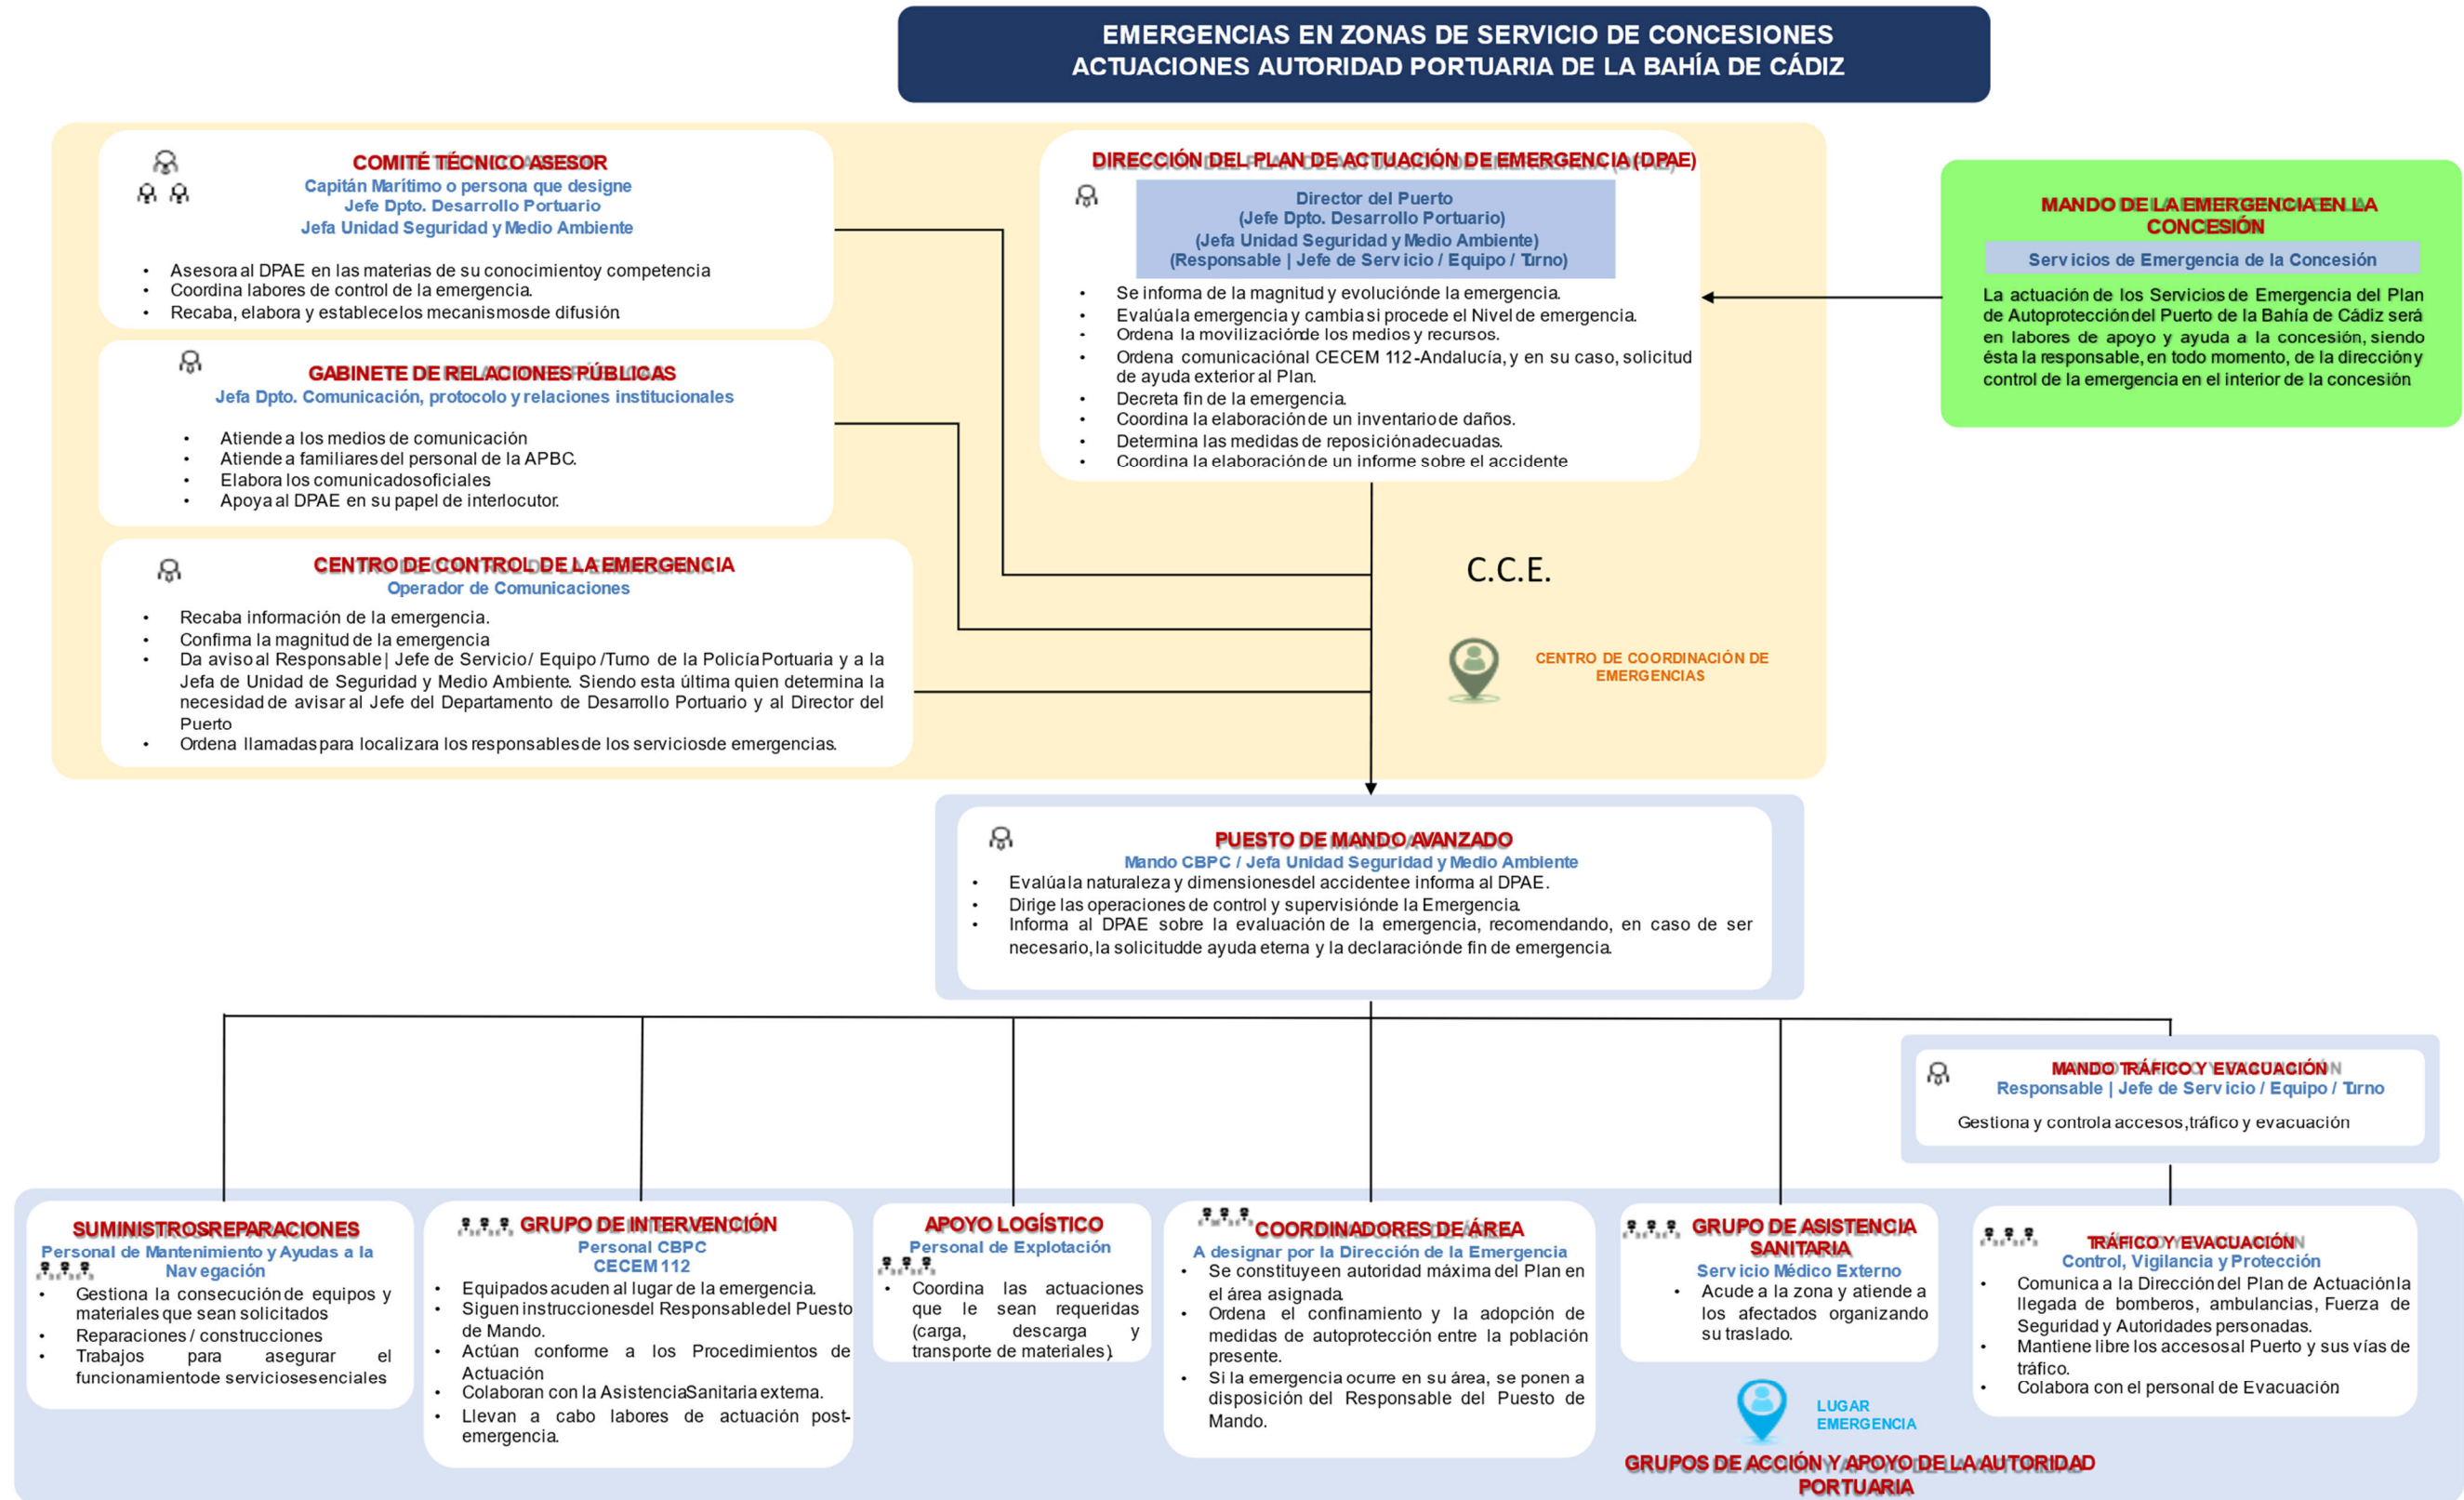 EMERGENCIAS EN ZONAS DE SERVICIO DE CONCESIONES
ACTUACIONES AUTORIDAD PORTUARIA DE LA BAHÍA DE CÁDIZ
COMITÉ TÉCNICO ASESOR
Capitán Marítimo o persona que designe
Jefe Dpto. Desarrollo Portuario
Jefa Unidad Seguridad y Medio Ambiente
• Asesora al DPAE en las materias de su conocimiento y competencia
• Coordina labores de control de la emergencia.
• Recaba, elabora y establece los mecanismos de difusión.
GABINETE DE RELACIONES PÚBLICAS
Jefa Dpto. Comunicación, protocolo y relaciones institucionales
• Atiende a los medios de comunicación
• Atiende a familiares del personal de la APBC.
• Elabora los comunicados oficiales
• Apoya al DPAE en su papel de interlocutor.
CENTRO DE CONTROL DE LA EMERGENCIA
Operador de Comunicaciones
• Recaba información de la emergencia.
• Confirma la magnitud de la emergencia
• Da aviso al Responsable | Jefe de Servicio / Equipo /Turno de la Policía Portuaria y a la
Jefa de Unidad de Seguridad y Medio Ambiente. Siendo esta última quien determina la
necesidad de avisar al Jefe del Departamento de Desarrollo Portuario y al Director del
Puerto
• Ordena llamadas para localizar a los responsables de los servicios de emergencias.
DIRECCIÓN DEL PLAN DE ACTUACIÓN DE EMERGENCIA (DPAE)
Director del Puerto
(Jefe Dpto. Desarrollo Portuario)
(Jefa Unidad Seguridad y Medio Ambiente)
(Responsable | Jefe de Servicio / Equipo / Turno)
• Se informa de la magnitud y evolución de la emergencia.
• Evalúa la emergencia y cambia si procede el Nivel de emergencia.
• Ordena la movilización de los medios y recursos.
• Ordena comunicación al CECEM 112-Andalucía, y en su caso, solicitud
de ayuda exterior al Plan.
• Decreta fin de la emergencia.
• Coordina la elaboración de un inventario de daños.
• Determina las medidas de reposición adecuadas.
• Coordina la elaboración de un informe sobre el accidente
C.C.E.
CENTRO DE COORDINACIÓN DE
EMERGENCIAS
MANDO DE LA EMERGENCIA EN LA
CONCESIÓN
Servicios de Emergencia de la Concesión
La actuación de los Servicios de Emergencia del Plan
de Autoprotección del Puerto de la Bahía de Cádiz será
en labores de apoyo y ayuda a la concesión, siendo
ésta la responsable, en todo momento, de la dirección y
control de la emergencia en el interior de la concesión.
PUESTO DE MANDO AVANZADO
Mando CBPC / Jefa Unidad Seguridad y Medio Ambiente
• Evalúa la naturaleza y dimensiones del accidente e informa al DPAE.
• Dirige las operaciones de control y supervisión de la Emergencia.
• Informa al DPAE sobre la evaluación de la emergencia, recomendando, en caso de ser
necesario, la solicitud de ayuda eterna y la declaración de fin de emergencia.
MANDO TRÁFICO Y EVACUACIÓN
Responsable | Jefe de Servicio / Equipo / Turno
Gestiona y controla accesos, tráfico y evacuación
SUMINISTROS REPARACIONES
Personal de Mantenimiento y Ayudas a la
Navegación
• Gestiona la consecución de equipos y
materiales que sean solicitados
• Reparaciones / construcciones
• Trabajos para asegurar el
funcionamiento de servicios esenciales
GRUPO DE INTERVENCIÓN
Personal CBPC
CECEM 112
• Equipados acuden al lugar de la emergencia.
• Siguen instrucciones del Responsable del Puesto
de Mando.
• Actúan conforme a los Procedimientos de
Actuación
• Colaboran con la Asistencia Sanitaria externa.
• Llevan a cabo labores de actuación post-
emergencia.
APOYO LOGÍSTICO
Personal de Explotación
• Coordina las actuaciones
que le sean requeridas
(carga, descarga y
transporte de materiales).
COORDINADORES DE ÁREA
A designar por la Dirección de la Emergencia
• Se constituye en autoridad máxima del Plan en
el área asignada.
• Ordena el confinamiento y la adopción de
medidas de autoprotección entre la población
presente.
• Si la emergencia ocurre en su área, se ponen a
disposición del Responsable del Puesto de
Mando.
GRUPO DE ASISTENCIA
SANITARIA
Servicio Médico Externo
• Acude a la zona y atiende a
los afectados organizando
su traslado.
TRÁFICO Y EVACUACIÓN
Control, Vigilancia y Protección
• Comunica a la Dirección del Plan de Actuación la
llegada de bomberos, ambulancias, Fuerza de
Seguridad y Autoridades personadas.
• Mantiene libre los accesos al Puerto y sus vías de
tráfico.
• Colabora con el personal de Evacuación
LUGAR
EMERGENCIA
GRUPOS DE ACCIÓN Y APOYO DE LA AUTORIDAD
PORTUARIA